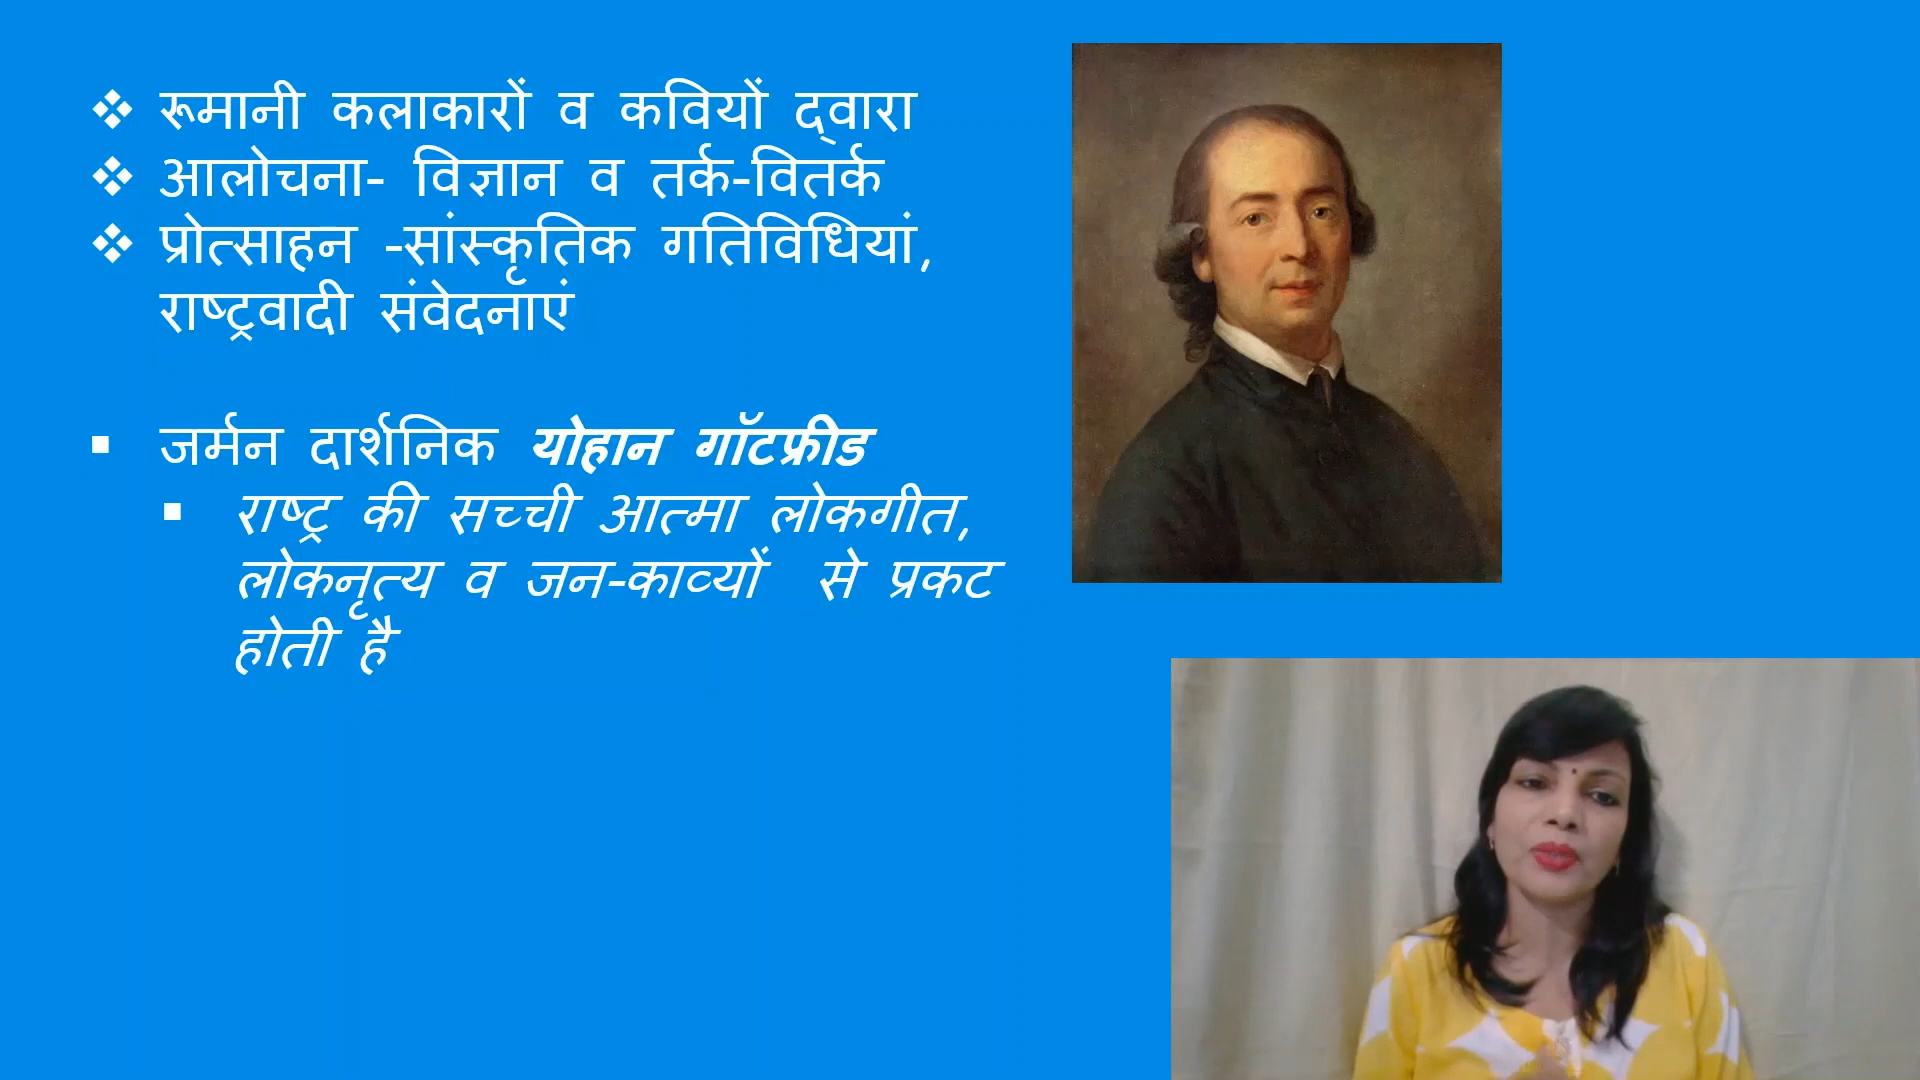 ❖ रूमानी कलाकारों व कवियों द्वारा
❖ आलोचना- विज्ञान व तर्क-वितर्क
❖ प्रोत्साहन -सांस्कृतिक गतिविधियां,
राष्ट्रवादी संवेदनाएं
▪ जर्मन दार्शनिक योहान गॉटफ्रीड
▪ राष्ट्र की सच्ची आत्मा लोकगीत,
लोकनृत्य व जन-काव्यों से प्रकट
होती है